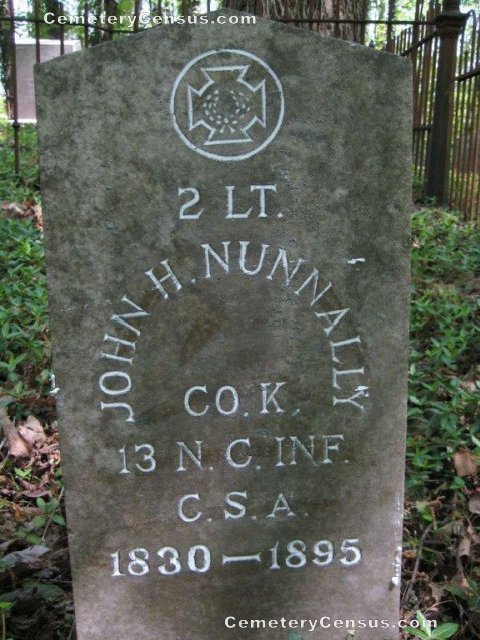 CemeteryCensus.com
2 LT.
JOHN H. NUNNALLY
CO. K.
13 N.C. INF.
C.S.A.
1830—1895
CemeteryCensus.com